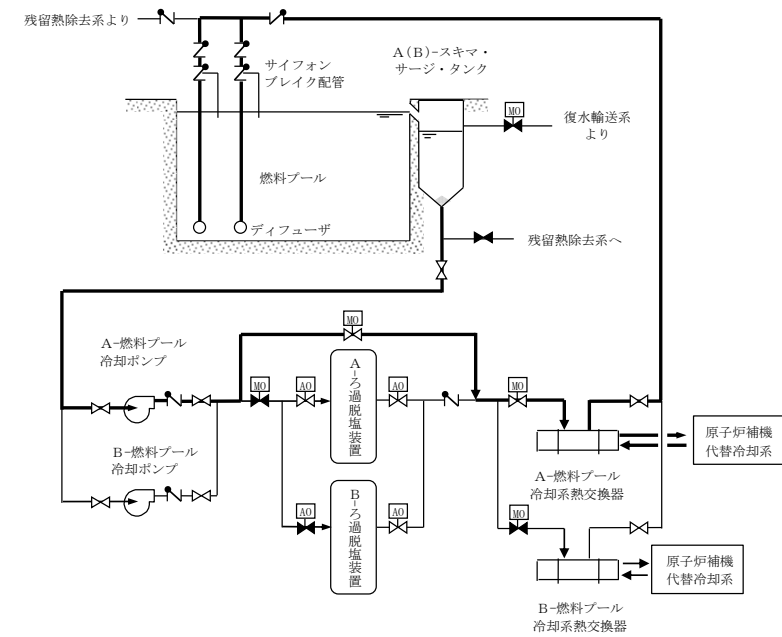 残留熱除去系より
サイフォン
ブレイク配管
A(B)-スキマ・
サージ・タンク
MO
復水輸送系
より
燃料プール
ディフューザ
残留熱除去系へ
MO
A-燃料プール
冷却ポンプ
MO
AO
A-ろ過脱塩装置
AO
MO
原子炉補機
代替冷却系
B-燃料プール
冷却ポンプ
A-燃料プール
冷却系熱交換器
AO
B-ろ過脱塩装置
AO
MO
原子炉補機
代替冷却系
B-燃料プール
冷却系熱交換器